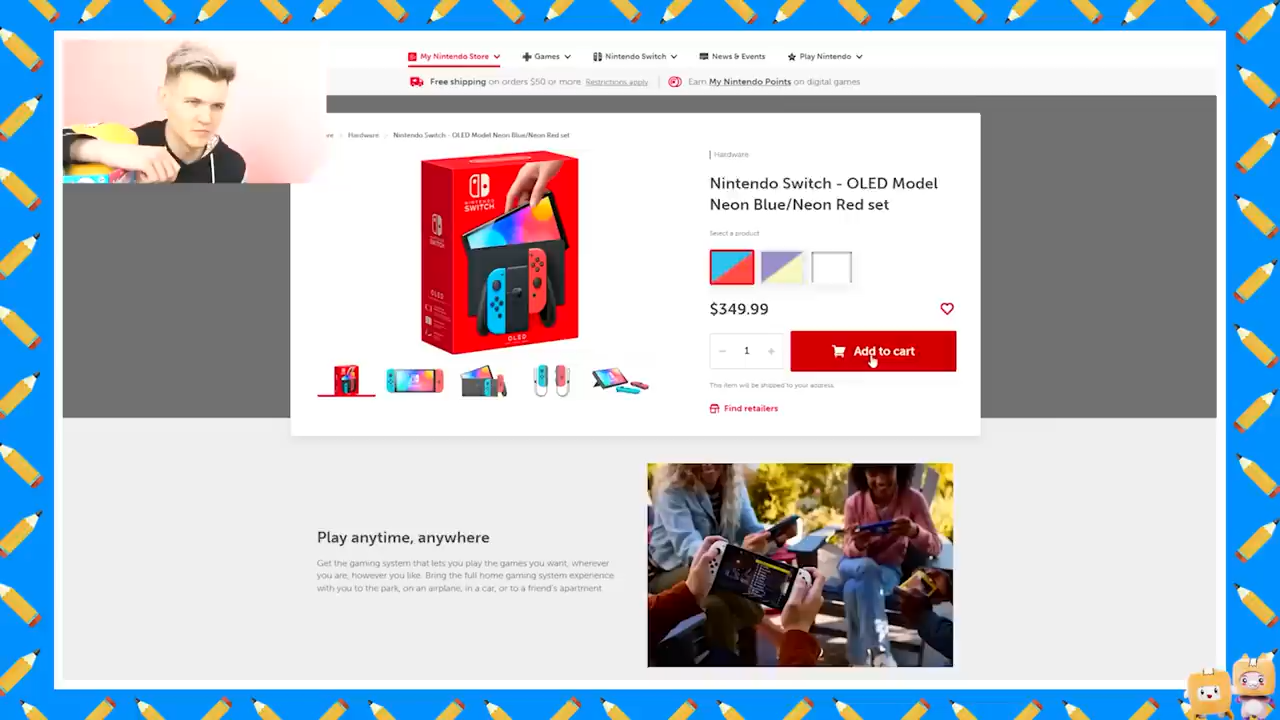 My Nintendo Store
Games
Nintendo Switch
News & Events
Play Nintendo
Free shipping on orders $50 or more. Restrictions apply
Earn My Nintendo Points on digital games
Hardware
Nintendo Switch - OLED Model Neon Blue/Neon Red set
Hardware
Nintendo Switch - OLED Model
Neon Blue/Neon Red set
Select a product
$349.99
1
Add to cart
This item will be shipped to your address.
Find retailers
NINTENDO
SWITCH
OLED
Play anytime, anywhere
Get the gaming system that lets you play the games you want, wherever
you are, however you like. Bring the full home gaming system experience
with you to the park, on an airplane, in a car, or to a friend's apartment.